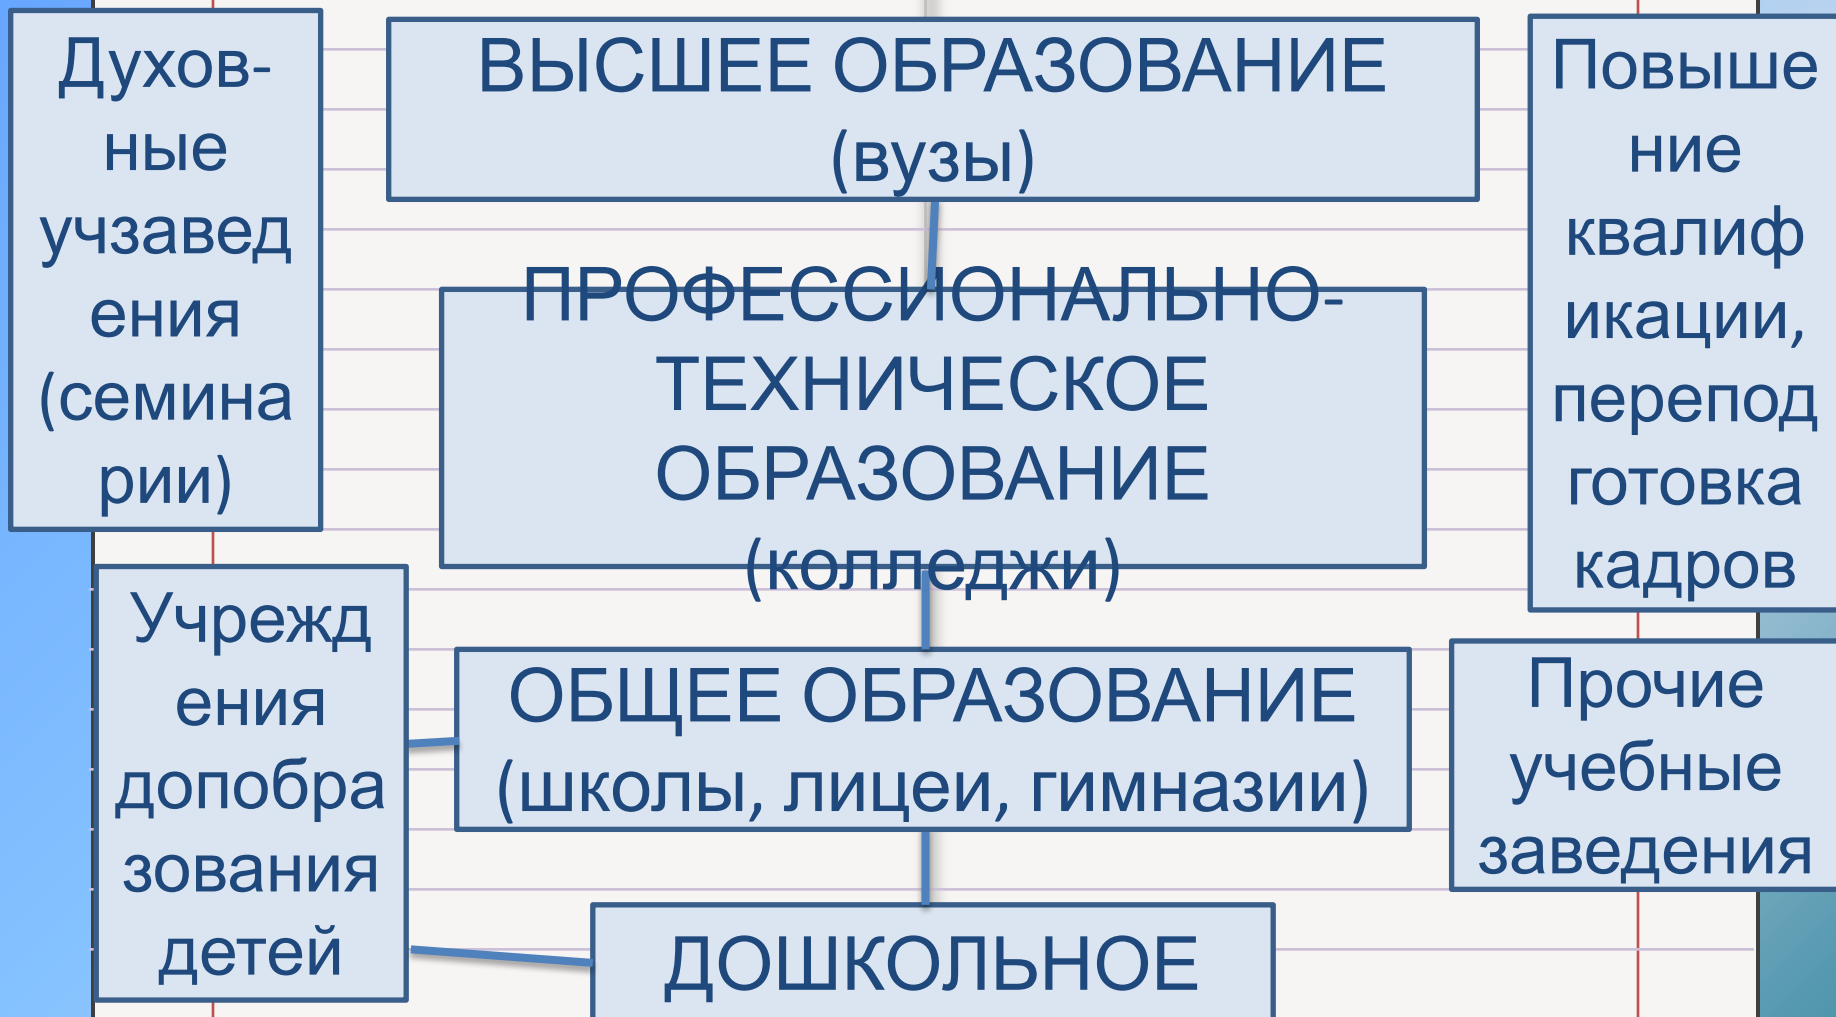 Духов-
ные
учзавед
ения
(семина
рии)
ВЫСШЕЕ ОБРАЗОВАНИЕ
(вузы)
Повыше
ние
квалиф
икации,
перепод
готовка
кадров
ПРОФЕССИОНАЛЬНО-
ТЕХНИЧЕСКОЕ
ОБРАЗОВАНИЕ
(колледжи)
Учрежд
ения
допобра
зования
детей
ОБЩЕЕ ОБРАЗОВАНИЕ
(школы, лицеи, гимназии)
Прочие
учебные
заведения
ДОШКОЛЬНОЕ